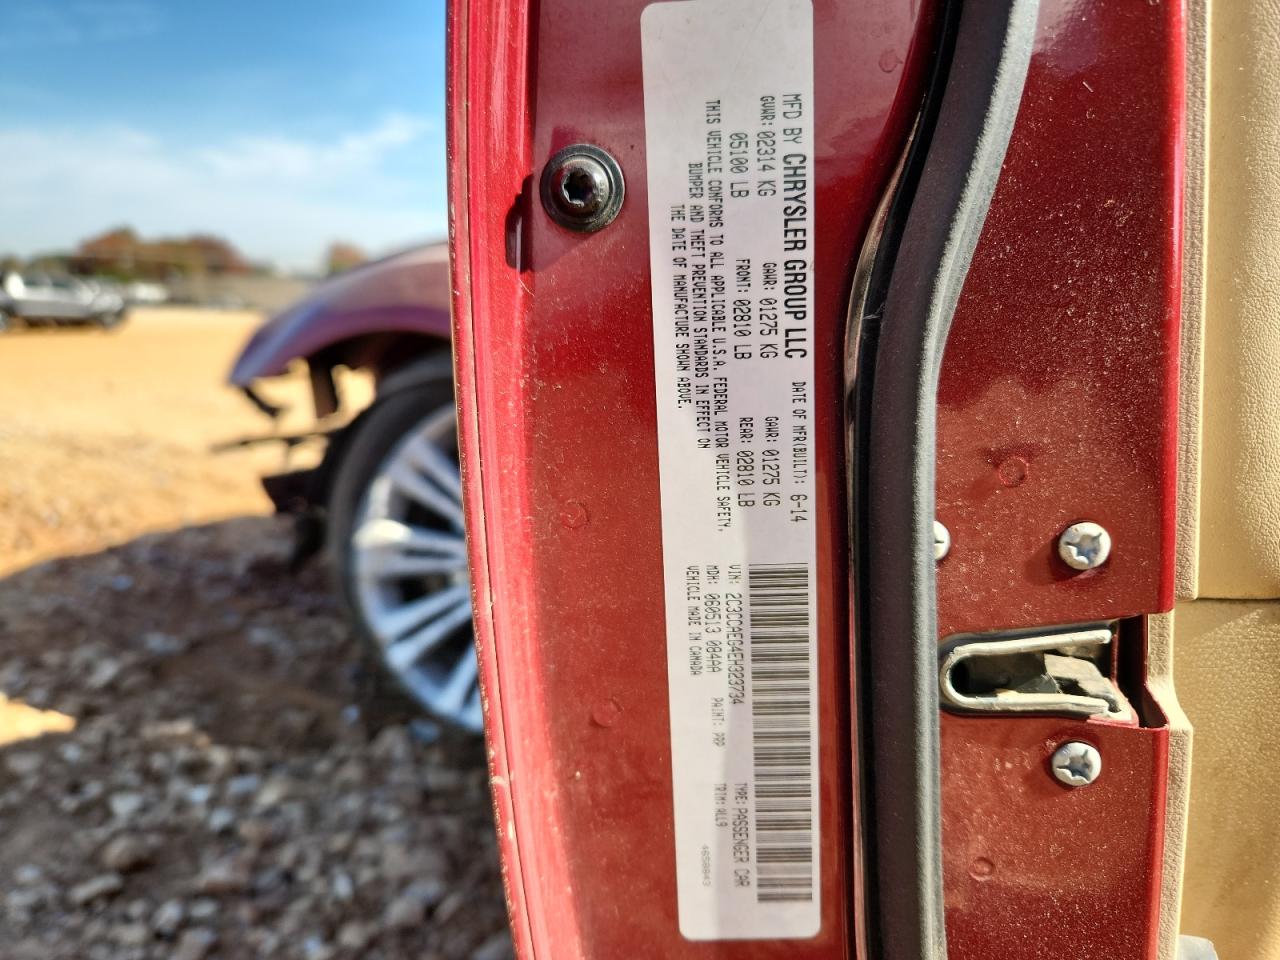 MFD BY CHRYSLER GROUP LLC DATE OF MFR(BUILT): 6-14
GVWR: 02314 KG GAWR: 01275 KG GAWR: 01275 KG
05100 LB FRONT: 02810 LB REAR: 02810 LB
THIS VEHICLE CONFORMS TO ALL APPLICABLE U.S.A. FEDERAL MOTOR VEHICLE SAFETY,
BUMPER AND THEFT PREVENTION STANDARDS IN EFFECT ON
THE DATE OF MANUFACTURE SHOWN ABOVE.
VIN: 2C3CCAEG4EH323734 TYPE: PASSENGER CAR
MDH: 060513 084AA PAINT: PRP TRIM: ALL9
VEHICLE MADE IN CANADA 4658843